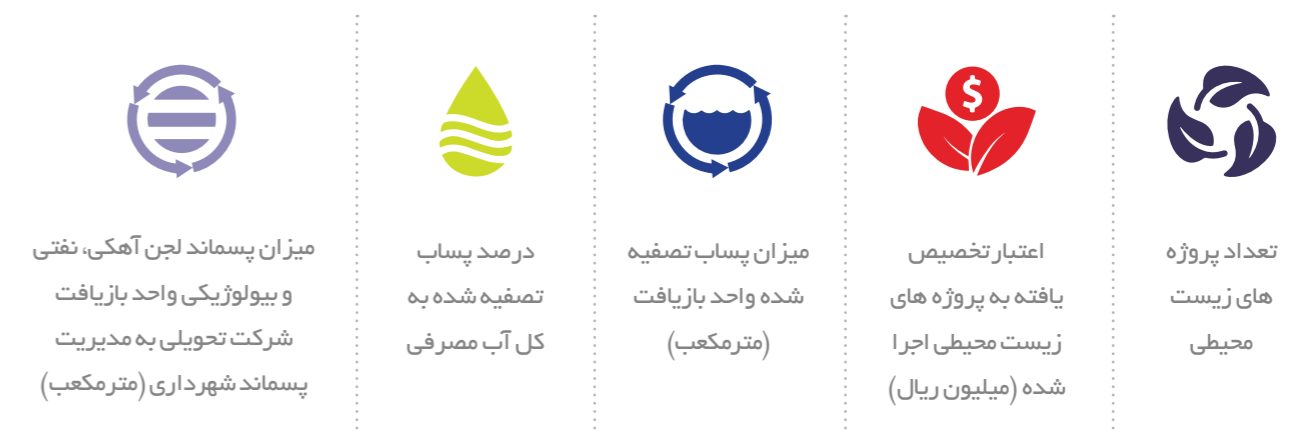 تعداد پروژه
های زیست
محیطی
اعتبار تخصیص
یافته به پروژه های
زیست محیطی اجرا
شده (میلیون ریال)
میزان پساب تصفیه
شده واحد بازیافت
(مترمکعب)
درصد پساب
تصفیه شده به
کل آب مصرفی
میزان پسماند لجن آهکی، نفتی
و بیولوژیکی واحد بازیافت
شرکت تحویلی به مدیریت
پسماند شهرداری (مترمکعب)